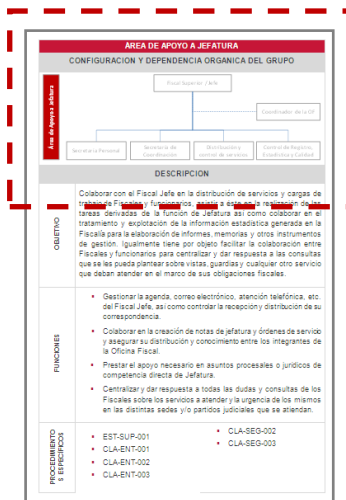 ÁREA DE APOYO A JEFATURA
CONFIGURACION Y DEPENDENCIA ORGANICA DEL GRUPO
Área de Apoyo a Jefatura
Fiscal Superior / Jefe
Coordinador de la OF
Secretaría Personal
Secretaría de Coordinación
Distribución y control de servicios
Control de Registro, Estadística y Calidad
DESCRIPCION
OBJETIVO
Colaborar con el Fiscal Jefe en la distribución de servicios y cargas de
trabajo de Fiscales y funcionarios, asistir a éste en la realización de las
tareas derivadas de la función de Jefatura así como colaborar en el
tratamiento y explotación de la información estadística generada en la
Fiscalía para la elaboración de informes, memorias y otros instrumentos
de gestión. Igualmente tiene por objeto facilitar la colaboración entre
Fiscales y funcionarios para centralizar y dar respuesta a las consultas
que se les pueda plantear sobre vistas, guardias y cualquier otro servicio
que deban atender en el marco de sus obligaciones fiscales.
FUNCIONES
• Gestionar la agenda, correo electrónico, atención telefónica, etc.
del Fiscal Jefe, así como controlar la recepción y distribución de su
correspondencia.
• Colaborar en la creación de notas de jefatura y órdenes de servicio
y asegurar su distribución y conocimiento entre los integrantes de
la Oficina Fiscal.
• Prestar el apoyo necesario en asuntos procesales o jurídicos de
competencia directa de Jefatura.
• Centralizar y dar respuesta a todas las dudas y consultas de los
Fiscales sobre los servicios a atender y la urgencia de los mismos
en las distintas sedes y/o partidos judiciales que se atiendan.
PROCEDIMIENTO
S ESPECÍFICOS
• EST-SUP-001
• CLA-ENT-001
• CLA-ENT-002
• CLA-ENT-003
• CLA-SEG-002
• CLA-SEG-003